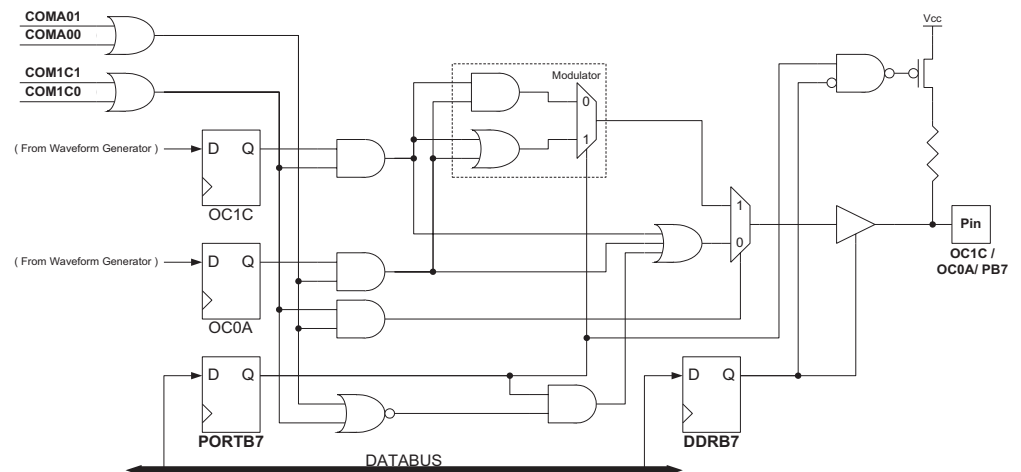 COMA01
COMA00
Vcc
COM1C1
COM1C0
Modulator
0
1
( From Waveform Generator )
D Q
OC1C
1
0
Pin
OC1C /
OC0A/ PB7
( From Waveform Generator )
D Q
OC0A
D Q
PORTB7
D Q
DDRB7
DATABUS